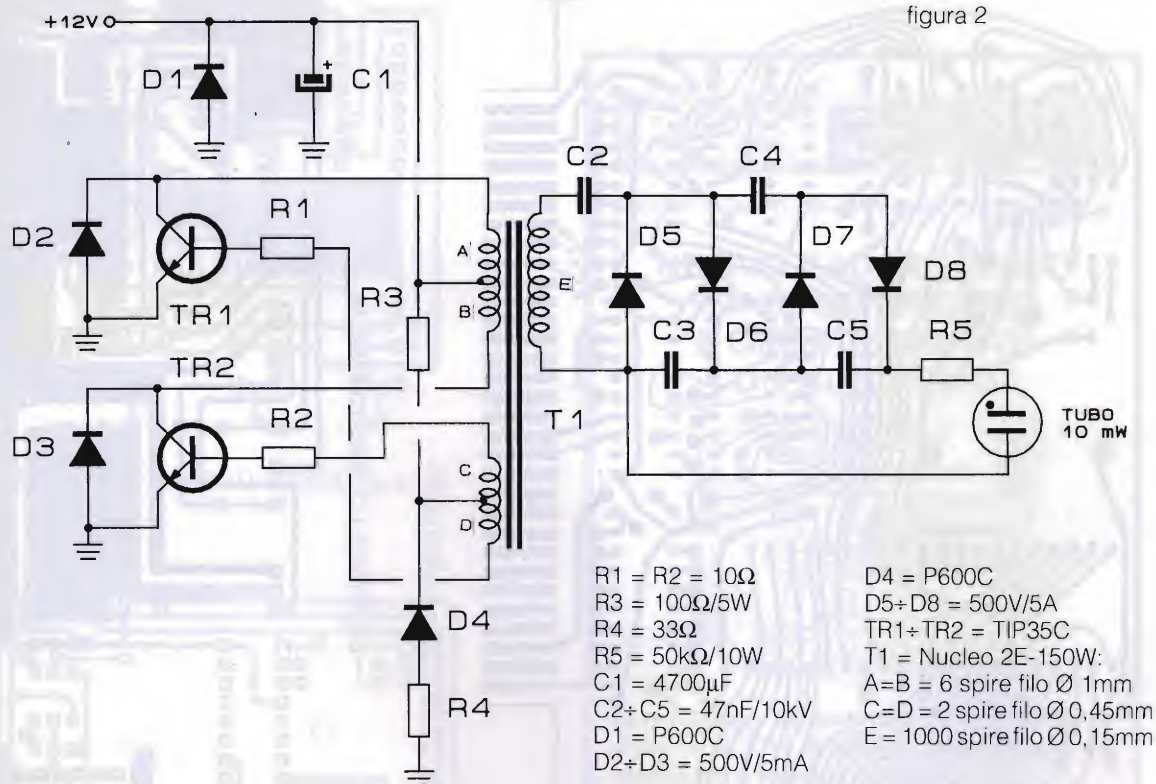 figura 2
+12V
D1
C1
D2
R1
TR1
R3
A
B
E
T1
C2
C4
D5
D7
D8
C3
D6
C5
R5
TUBO
10 mW
TR2
D3
R2
C
D
D4
R4
R1 = R2 = 10Ω
R3 = 100Ω/5W
R4 = 33Ω
R5 = 50kΩ/10W
C1 = 4700µF
C2÷C5 = 47nF/10kV
D1 = P600C
D2÷D3 = 500V/5mA
D4 = P600C
D5÷D8 = 500V/5A
TR1÷TR2 = TIP35C
T1 = Nucleo 2E-150W:
A=B = 6 spire filo Ø 1mm
C=D = 2 spire filo Ø 0,45mm
E = 1000 spire filo Ø 0,15mm